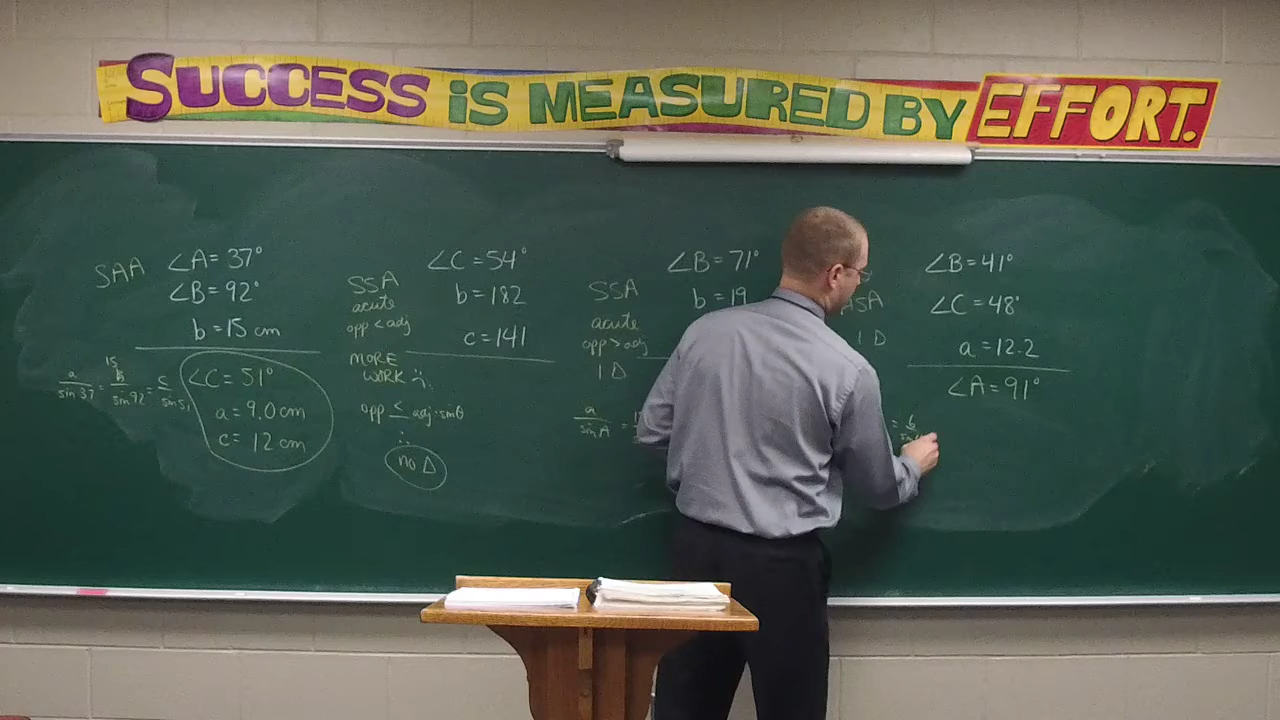 SUCCESS IS MEASURED BY EFFORT.
SAA
∠A = 37°
∠B = 92°
b = 15 cm
∠C = 51°
a = 9.0 cm
c = 12 cm
a/sin 37 = 15/sin 92 = c/sin 51
SSA
acute
opp < adj
MORE
WORK
∠C = 54°
b = 182
c = 141
opp ≤ adj·sinθ
∴
no Δ
SSA
acute
opp > adj
1 Δ
∠B = 71°
b = 19
a/sin A =
ASA
1 Δ
∠B = 41°
∠C = 48°
a = 12.2
∠A = 91°
= b/sin